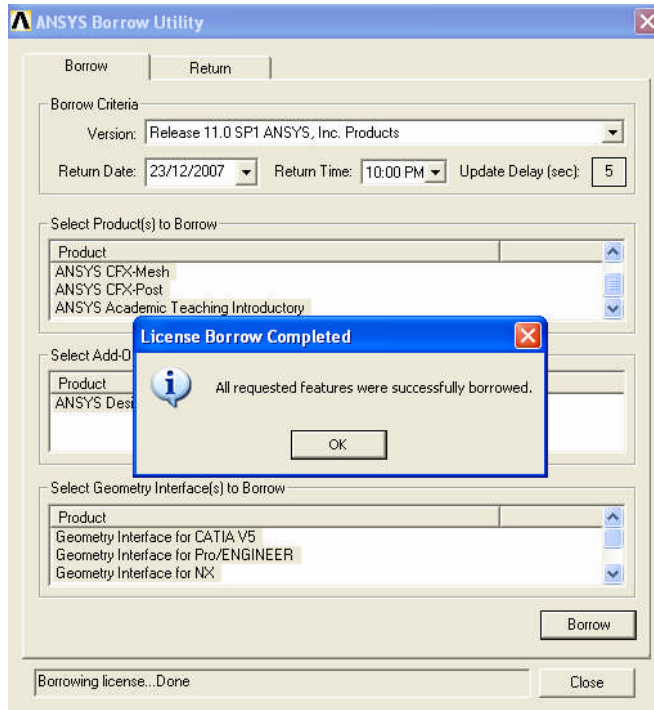 ANSYS Borrow Utility
Borrow Return
Borrow Criteria
Version: Release 11.0 SP1 ANSYS, Inc. Products
Return Date: 23/12/2007 Return Time: 10:00 PM Update Delay (sec): 5
Select Product(s) to Borrow
Product
ANSYS CFX-Mesh
ANSYS CFX-Post
ANSYS Academic Teaching Introductory
License Borrow Completed
Select Add-O
All requested features were successfully borrowed.
Product
ANSYS Desi
OK
Select Geometry Interface(s) to Borrow
Product
Geometry Interface for CATIA V5
Geometry Interface for Pro/ENGINEER
Geometry Interface for NX
Borrow
Borrowing license...Done
Close